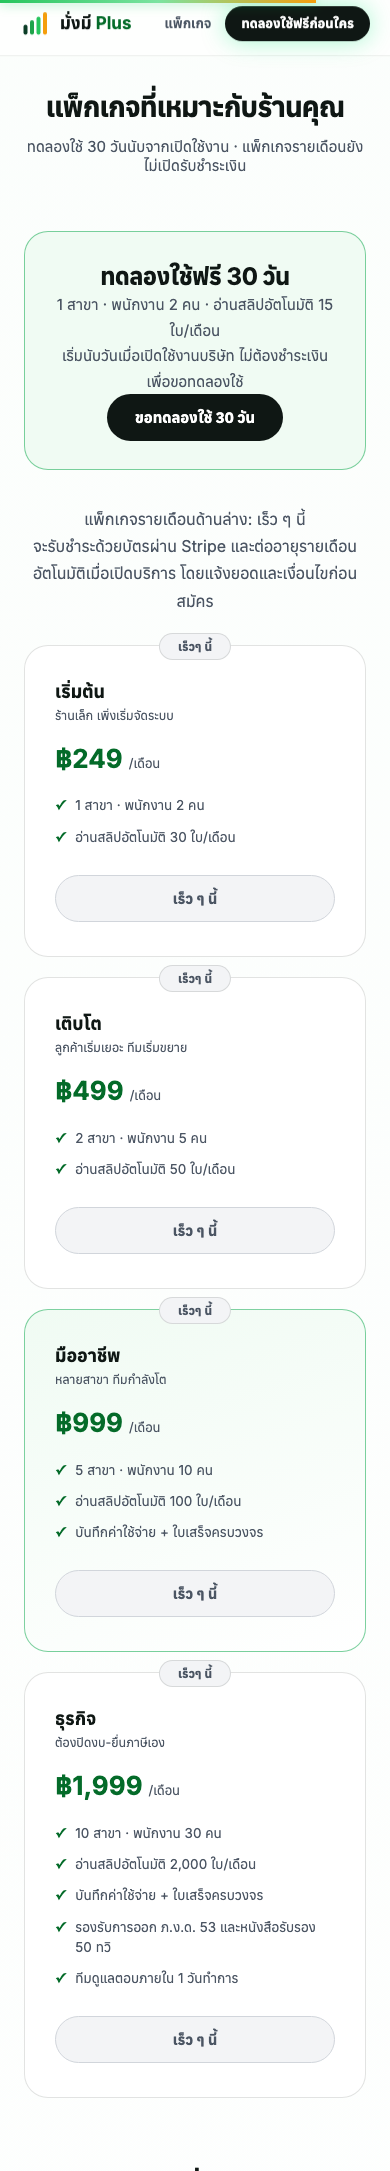 มั่งมี Plus
แพ็กเกจ
ทดลองใช้ฟรีก่อนใคร
แพ็กเกจที่เหมาะกับร้านคุณ
ทดลองใช้ 30 วันนับจากเปิดใช้งาน · แพ็กเกจรายเดือนยัง
ไม่เปิดรับชำระเงิน
ทดลองใช้ฟรี 30 วัน
1 สาขา · พนักงาน 2 คน · อ่านสลิปอัตโนมัติ 15
ใบ/เดือน
เริ่มนับวันเมื่อเปิดใช้งานบริษัท ไม่ต้องชำระเงิน
เพื่อขอทดลองใช้
ขอทดลองใช้ 30 วัน
แพ็กเกจรายเดือนด้านล่าง: เร็ว ๆ นี้
จะรับชำระด้วยบัตรผ่าน Stripe และต่ออายุรายเดือน
อัตโนมัติเมื่อเปิดบริการ โดยแจ้งยอดและเงื่อนไขก่อน
สมัคร
เร็วๆ นี้
เริ่มต้น
ร้านเล็ก เพิ่งเริ่มจัดระบบ
฿249 /เดือน
✓ 1 สาขา · พนักงาน 2 คน
✓ อ่านสลิปอัตโนมัติ 30 ใบ/เดือน
เร็ว ๆ นี้
เร็วๆ นี้
เติบโต
ลูกค้าเริ่มเยอะ ทีมเริ่มขยาย
฿499 /เดือน
✓ 2 สาขา · พนักงาน 5 คน
✓ อ่านสลิปอัตโนมัติ 50 ใบ/เดือน
เร็ว ๆ นี้
เร็วๆ นี้
มืออาชีพ
หลายสาขา ทีมกำลังโต
฿999 /เดือน
✓ 5 สาขา · พนักงาน 10 คน
✓ อ่านสลิปอัตโนมัติ 100 ใบ/เดือน
✓ บันทึกค่าใช้จ่าย + ใบเสร็จครบวงจร
เร็ว ๆ นี้
เร็วๆ นี้
ธุรกิจ
ต้องปิดงบ-ยื่นภาษีเอง
฿1,999 /เดือน
✓ 10 สาขา · พนักงาน 30 คน
✓ อ่านสลิปอัตโนมัติ 2,000 ใบ/เดือน
✓ บันทึกค่าใช้จ่าย + ใบเสร็จครบวงจร
✓ รองรับการออก ภ.ง.ด. 53 และหนังสือรับรอง
50 ทวิ
✓ ทีมดูแลตอบภายใน 1 วันทำการ
เร็ว ๆ นี้